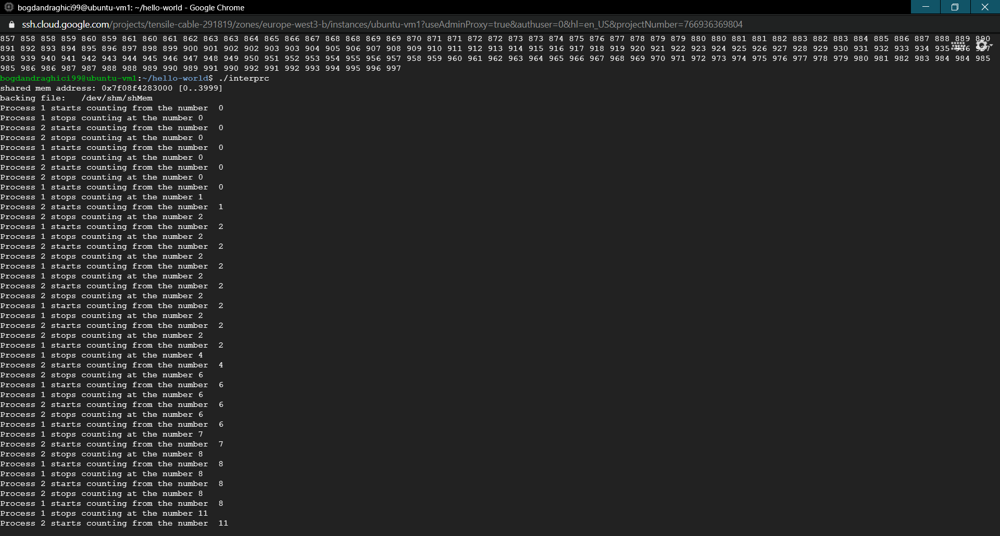 bogdandraghici99@ubuntu-vm1: ~/hello-world - Google Chrome
ssh.cloud.google.com/projects/tensile-cable-291819/zones/europe-west3-b/instances/ubuntu-vm1?useAdminProxy=true&authuser=0&hl=en_US&projectNumber=766936369804
857 858 858 859 860 859 861 860 861 862 863 863 864 865 866 867 868 868 869 869 870 871 871 872 872 873 873 874 875 876 877 878 879 879 880 880 881 881 882 883 882 883 884 885 886 887 888 889 890
891 892 893 894 895 896 897 898 899 900 901 902 902 903 903 904 905 906 907 908 909 910 911 912 913 914 915 916 917 918 919 920 921 922 923 924 925 926 927 928 929 930 931 932 933 934 935 936 937
938 939 940 941 942 943 944 945 946 947 948 949 950 951 952 953 954 955 956 957 958 959 960 961 962 963 964 965 966 967 968 969 970 971 972 973 974 975 976 977 978 979 980 981 982 983 984 984 985
985 986 986 987 987 988 988 989 990 989 991 990 992 991 992 993 994 995 996 997
bogdandraghici99@ubuntu-vm1:~/hello-world$ ./interprc
shared mem address: 0x7f08f4283000 [0..3999]
backing file:   /dev/shm/shMem
Process 1 starts counting from the number  0
Process 1 stops counting at the number 0
Process 2 starts counting from the number  0
Process 2 stops counting at the number 0
Process 1 starts counting from the number  0
Process 1 stops counting at the number 0
Process 2 starts counting from the number  0
Process 2 stops counting at the number 0
Process 1 starts counting from the number  0
Process 1 stops counting at the number 1
Process 2 starts counting from the number  1
Process 2 stops counting at the number 2
Process 1 starts counting from the number  2
Process 1 stops counting at the number 2
Process 2 starts counting from the number  2
Process 2 stops counting at the number 2
Process 1 starts counting from the number  2
Process 1 stops counting at the number 2
Process 2 starts counting from the number  2
Process 2 stops counting at the number 2
Process 1 starts counting from the number  2
Process 1 stops counting at the number 2
Process 2 starts counting from the number  2
Process 2 stops counting at the number 2
Process 1 starts counting from the number  2
Process 1 stops counting at the number 4
Process 2 starts counting from the number  4
Process 2 stops counting at the number 6
Process 1 starts counting from the number  6
Process 1 stops counting at the number 6
Process 2 starts counting from the number  6
Process 2 stops counting at the number 6
Process 1 starts counting from the number  6
Process 1 stops counting at the number 7
Process 2 starts counting from the number  7
Process 2 stops counting at the number 8
Process 1 starts counting from the number  8
Process 1 stops counting at the number 8
Process 2 starts counting from the number  8
Process 2 stops counting at the number 8
Process 1 starts counting from the number  8
Process 1 stops counting at the number 11
Process 2 starts counting from the number  11